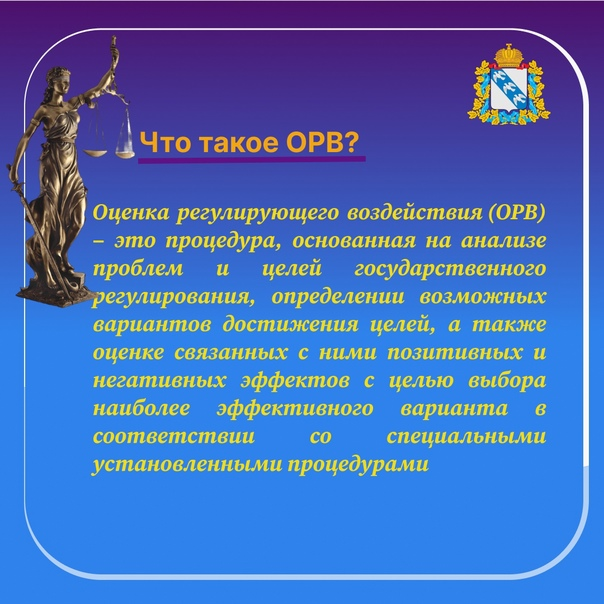 Что такое ОРВ?
Оценка регулирующего воздействия (ОРВ)
– это процедура, основанная на анализе
проблем и целей государственного
регулирования, определении возможных
вариантов достижения целей, а также
оценке связанных с ними позитивных и
негативных эффектов с целью выбора
наиболее эффективного варианта в
соответствии со специальными
установленными процедурами